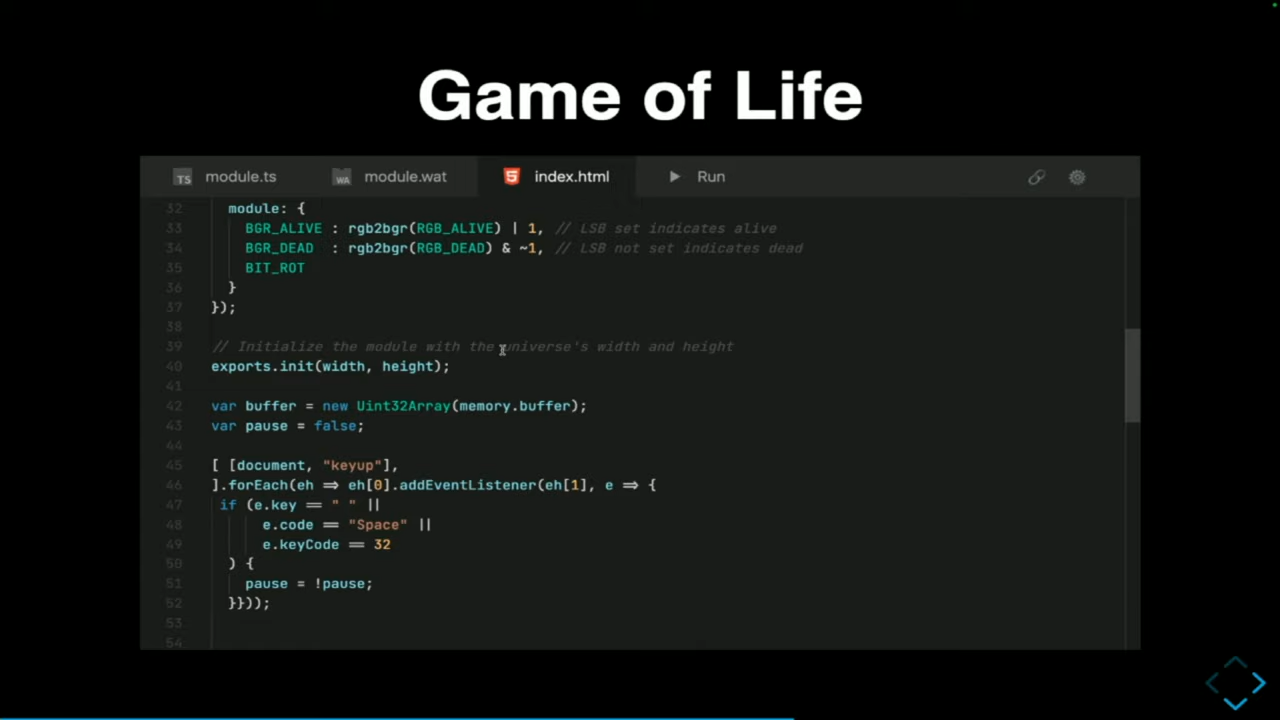 Game of Life
TS module.ts WA module.wat 5 index.html Run
32 module: {
33 BGR_ALIVE : rgb2bgr(RGB_ALIVE) | 1, // LSB set indicates alive
34 BGR_DEAD : rgb2bgr(RGB_DEAD) & ~1, // LSB not set indicates dead
35 BIT_ROT
36 }
37 });
38
39 // Initialize the module with the universe's width and height
40 exports.init(width, height);
41
42 var buffer = new Uint32Array(memory.buffer);
43 var pause = false;
44
45 [ [document, "keyup"],
46 ].forEach(eh => eh[0].addEventListener(eh[1], e => {
47 if (e.key == " " ||
48 e.code == "Space" ||
49 e.keyCode == 32
50 ) {
51 pause = !pause;
52 }}));
53
54